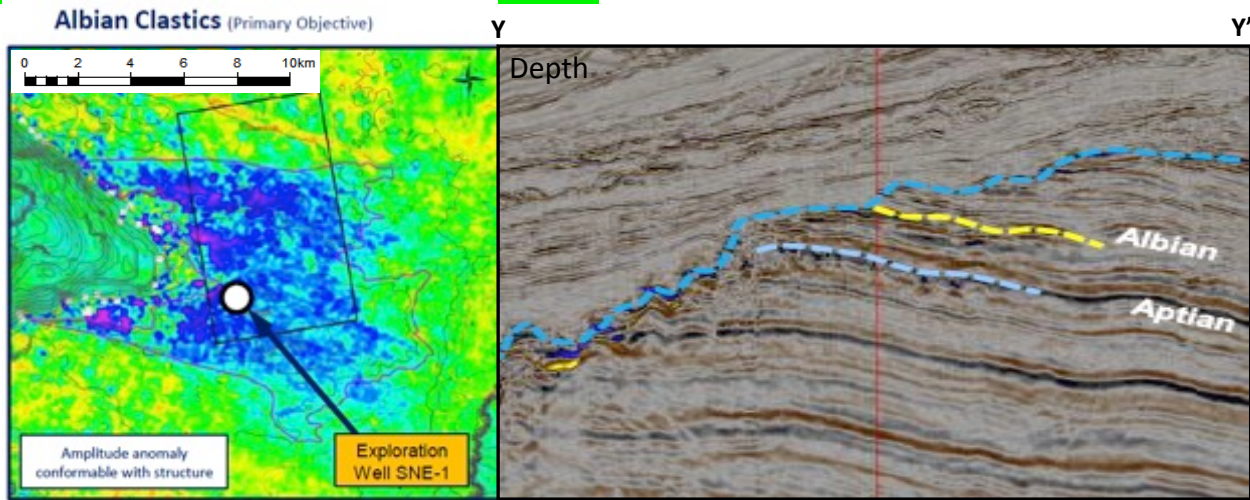 Albian Clastics (Primary Objective)
0 2 4 6 8 10km
Amplitude anomaly
conformable with structure
Exploration
Well SNE-1
Y Y'
Depth
Albian
Aptian